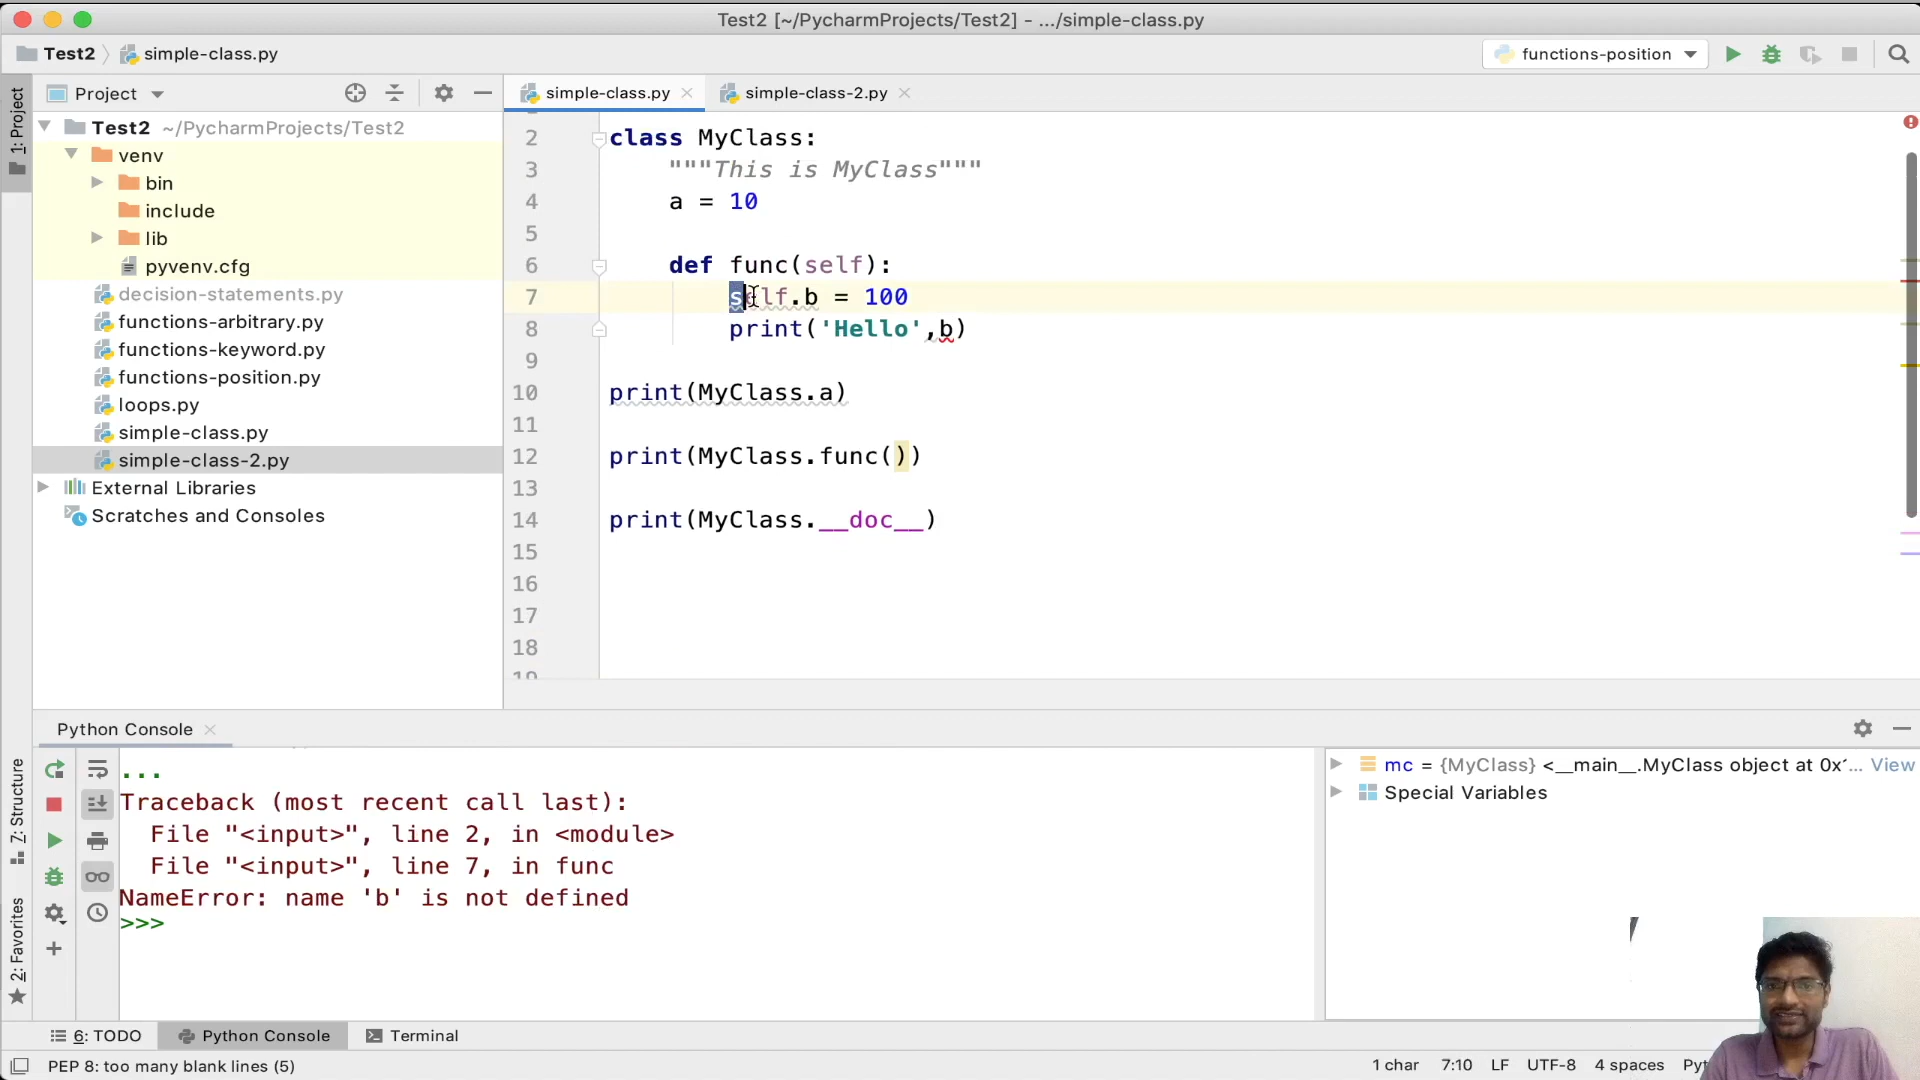 Test2 [~/PycharmProjects/Test2] - .../simple-class.py
Test2 simple-class.py
functions-position
1: Project
Project
simple-class.py
simple-class-2.py
Test2 ~/PycharmProjects/Test2
venv
bin
include
lib
pyvenv.cfg
decision-statements.py
functions-arbitrary.py
functions-keyword.py
functions-position.py
loops.py
simple-class.py
simple-class-2.py
External Libraries
Scratches and Consoles
2 class MyClass:
3 """This is MyClass"""
4 a = 10
5
6 def func(self):
7 self.b = 100
8 print('Hello',b)
9
10 print(MyClass.a)
11
12 print(MyClass.func())
13
14 print(MyClass.__doc__)
15
16
17
18
19
Python Console
7: Structure
2: Favorites
...
Traceback (most recent call last):
File "<input>", line 2, in <module>
File "<input>", line 7, in func
NameError: name 'b' is not defined
>>>
mc = {MyClass} <__main__.MyClass object at 0x1... View
Special Variables
6: TODO
Python Console
Terminal
PEP 8: too many blank lines (5)
1 char 7:10 LF UTF-8 4 spaces